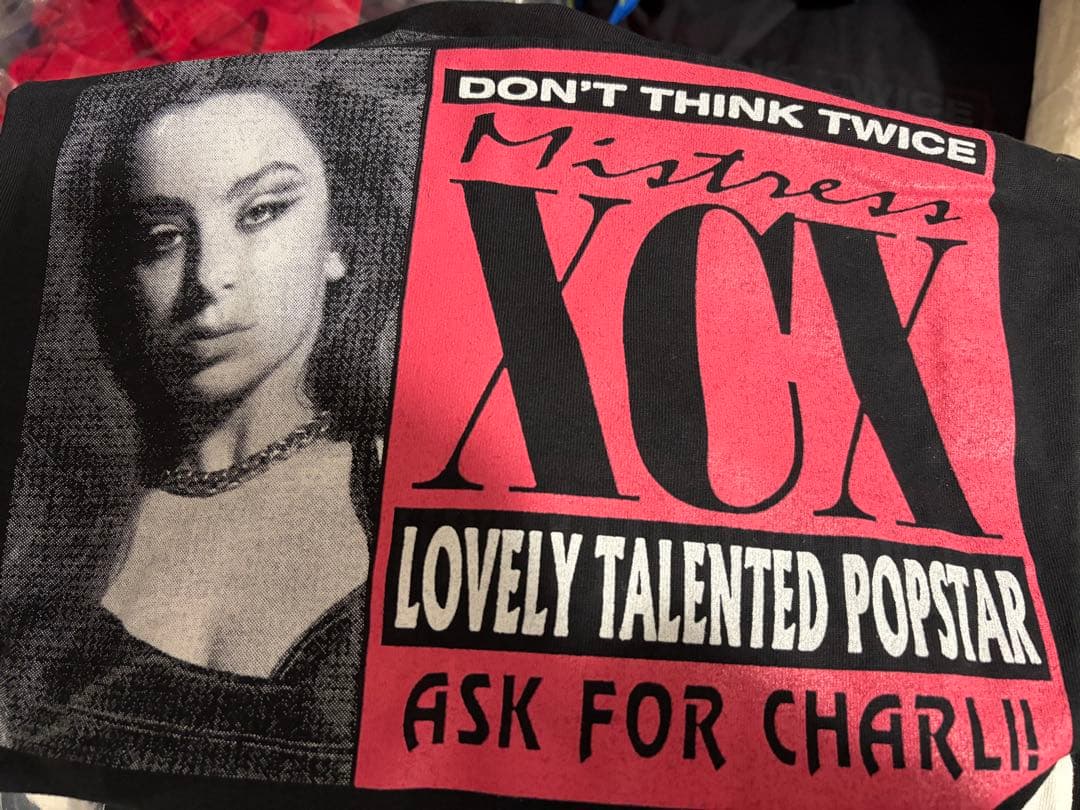 DON'T THINK TWICE
Mistress
XCX
LOVELY TALENTED POPSTAR
ASK FOR CHARLI!